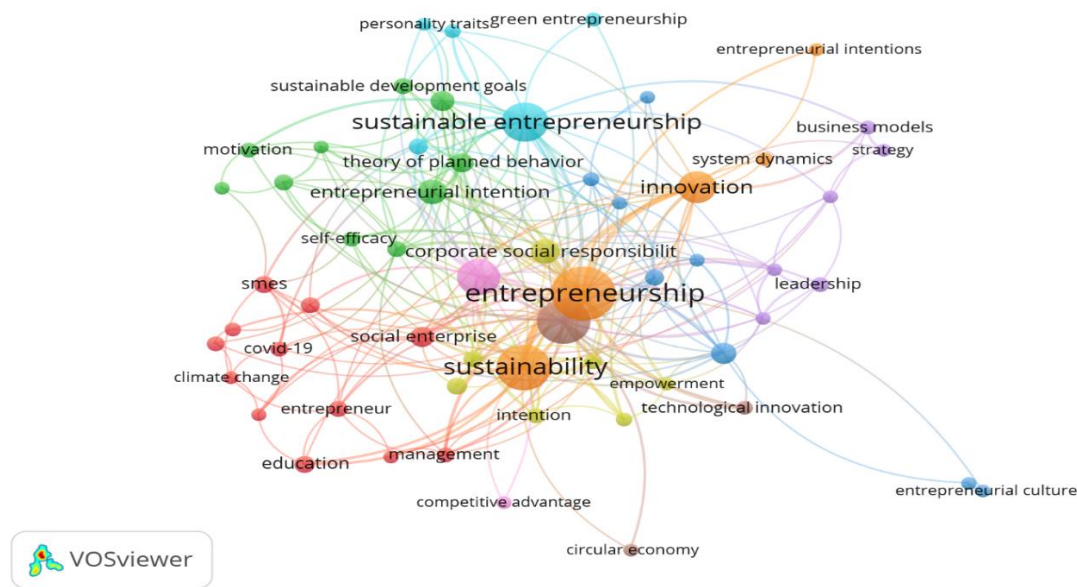 personality traits
green entrepreneurship
entrepreneurial intentions
sustainable development goals
sustainable entrepreneurship
business models
motivation
theory of planned behavior
system dynamics
strategy
entrepreneurial intention
innovation
self-efficacy
corporate social responsibilit
smes
entrepreneurship
leadership
social enterprise
covid-19
sustainability
climate change
empowerment
entrepreneur
intention
technological innovation
education
management
competitive advantage
entrepreneurial culture
circular economy
VOSviewer